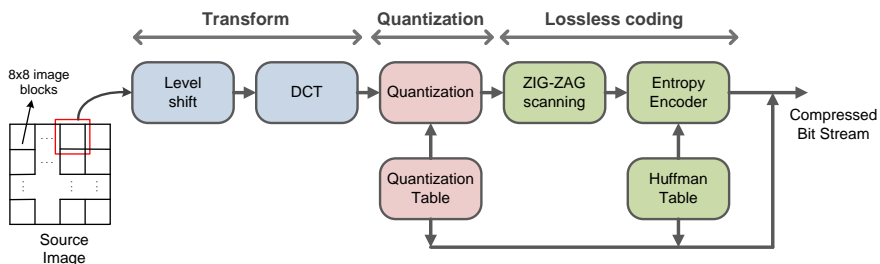 Transform
Quantization
Lossless coding
8x8 image
blocks
Level
shift
DCT
Quantization
ZIG-ZAG
scanning
Entropy
Encoder
Compressed
Bit Stream
Quantization
Table
Huffman
Table
Source
Image